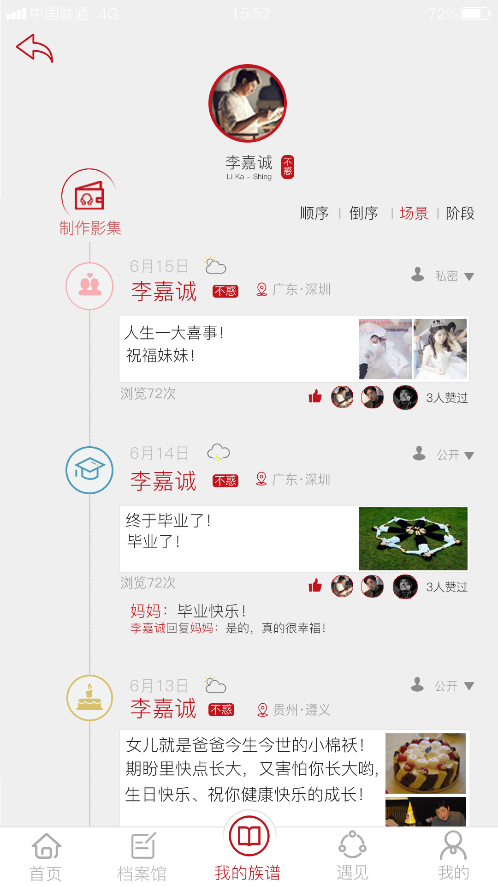 中国联通 4G 15:57 72%
李嘉诚 不惑
Li Ka - Shing
制作影集
顺序 | 倒序 | 场景 | 阶段
6月15日
李嘉诚 不惑 广东·深圳 私密
人生一大喜事!
祝福妹妹!
浏览72次 3人赞过
6月14日
李嘉诚 不惑 广东·深圳 公开
终于毕业了!
毕业了!
浏览72次 3人赞过
妈妈：毕业快乐!
李嘉诚回复妈妈：是的，真的很幸福!
6月13日
李嘉诚 不惑 贵州·遵义 公开
女儿就是爸爸今生今世的小棉袄!
期盼里快点长大，又害怕你长大哟,
生日快乐、祝你健康快乐的成长!
首页 档案馆 我的族谱 遇见 我的